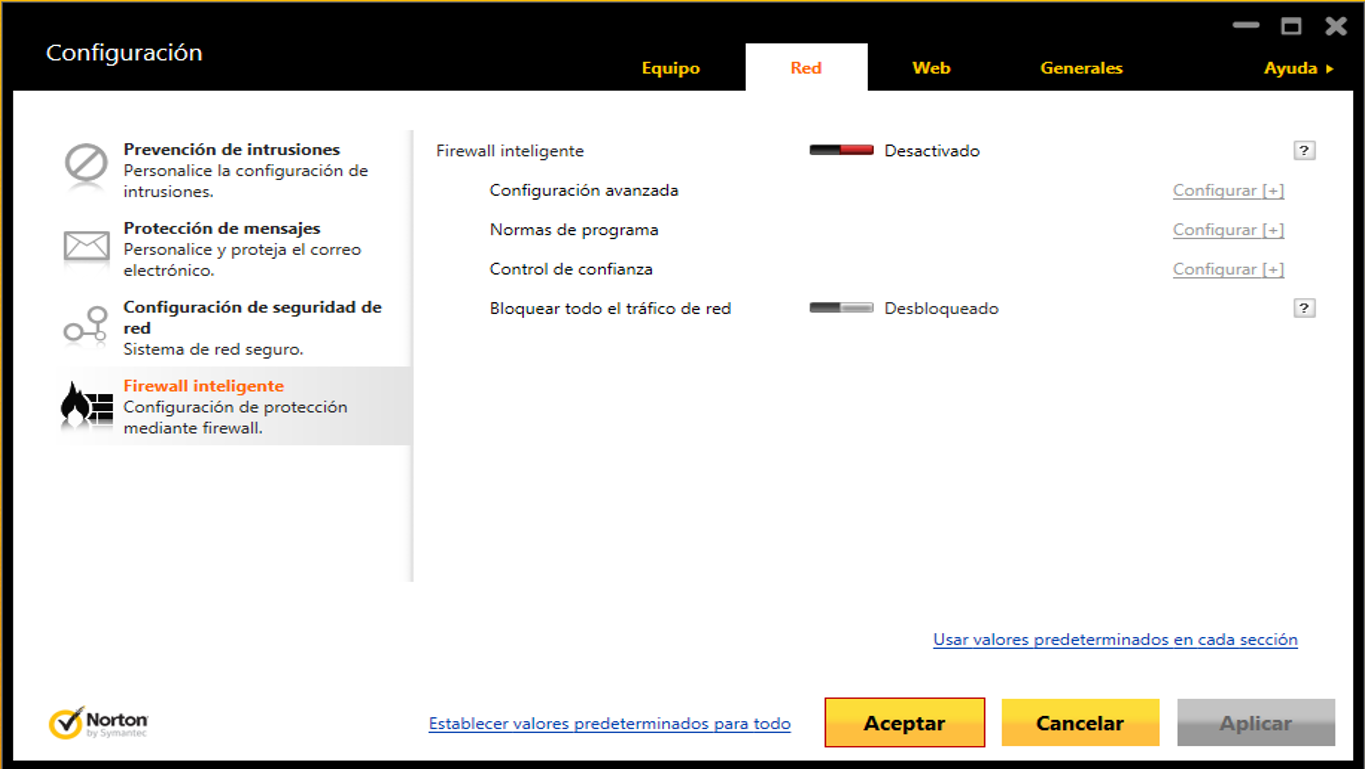 Configuración
Equipo
Red
Web
Generales
Ayuda
Prevención de intrusiones
Personalice la configuración de
intrusiones.
Protección de mensajes
Personalice y proteja el correo
electrónico.
Configuración de seguridad de
red
Sistema de red seguro.
Firewall inteligente
Configuración de protección
mediante firewall.
Firewall inteligente Desactivado ?
Configuración avanzada Configurar [+]
Normas de programa Configurar [+]
Control de confianza Configurar [+]
Bloquear todo el tráfico de red Desbloqueado ?
Usar valores predeterminados en cada sección
Norton
by Symantec
Establecer valores predeterminados para todo
Aceptar
Cancelar
Aplicar